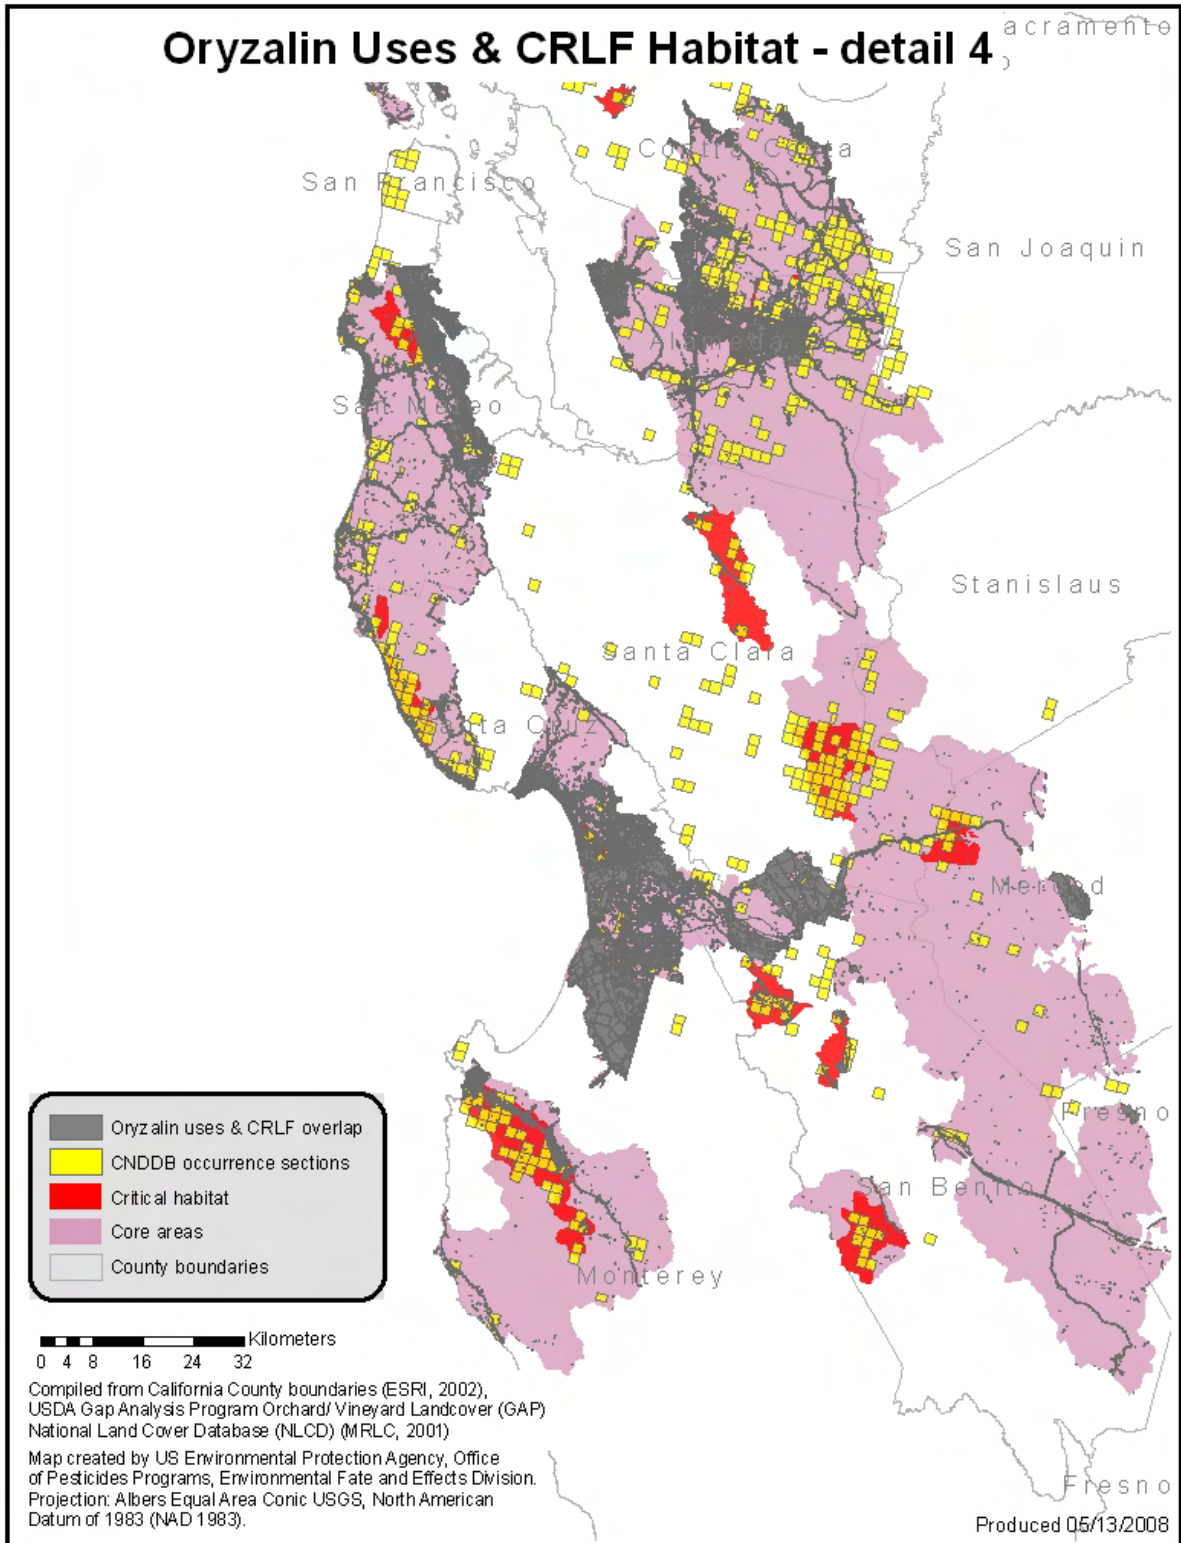 acramento
Oryzalin Uses & CRLF Habitat - detail 4
Contra Costa
San Francisco
San Joaquin
Alameda
San Mateo
Stanislaus
Santa Clara
Santa Cruz
Merced
Fresno
San Benito
Monterey
Oryzalin uses & CRLF overlap
CNDDB occurrence sections
Critical habitat
Core areas
County boundaries
Kilometers
0 4 8 16 24 32
Compiled from California County boundaries (ESRI, 2002),
USDA Gap Analysis Program Orchard/ Vineyard Landcover (GAP)
National Land Cover Database (NLCD) (MRLC, 2001)
Map created by US Environmental Protection Agency, Office
of Pesticides Programs, Environmental Fate and Effects Division.
Projection: Albers Equal Area Conic USGS, North American
Datum of 1983 (NAD 1983).
Fresno
Produced 05/13/2008